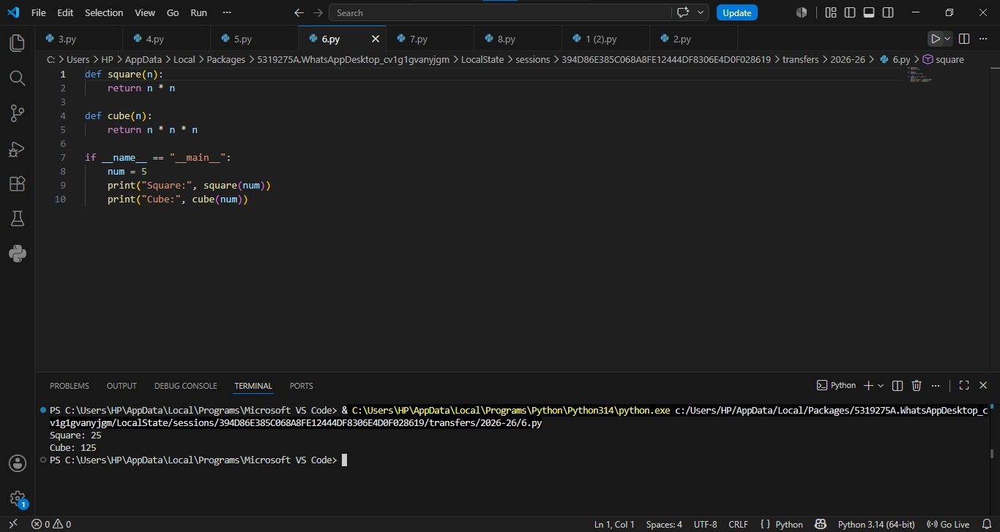 File Edit Selection View Go Run ··· Search Update
3.py 4.py 5.py 6.py 7.py 8.py 1 (2).py 2.py
C: > Users > HP > AppData > Local > Packages > 5319275A.WhatsAppDesktop_cv1g1gvanyjgm > LocalState > sessions > 394D86E385C068A8FE12444DF8306E4D0F028619 > transfers > 2026-26 > 6.py > square
1 def square(n):
2     return n * n
3
4 def cube(n):
5     return n * n * n
6
7 if __name__ == "__main__":
8     num = 5
9     print("Square:", square(num))
10     print("Cube:", cube(num))
PROBLEMS OUTPUT DEBUG CONSOLE TERMINAL PORTS Python
PS C:\Users\HP\AppData\Local\Programs\Microsoft VS Code> & C:\Users\HP\AppData\Local\Programs\Python\Python314\python.exe c:/Users/HP/AppData/Local/Packages/5319275A.WhatsAppDesktop_c
v1g1gvanyjgm/LocalState/sessions/394D86E385C068A8FE12444DF8306E4D0F028619/transfers/2026-26/6.py
Square: 25
Cube: 125
PS C:\Users\HP\AppData\Local\Programs\Microsoft VS Code>
1
0 0 Ln 1, Col 1 Spaces: 4 UTF-8 CRLF { } Python Python 3.14 (64-bit) Go Live